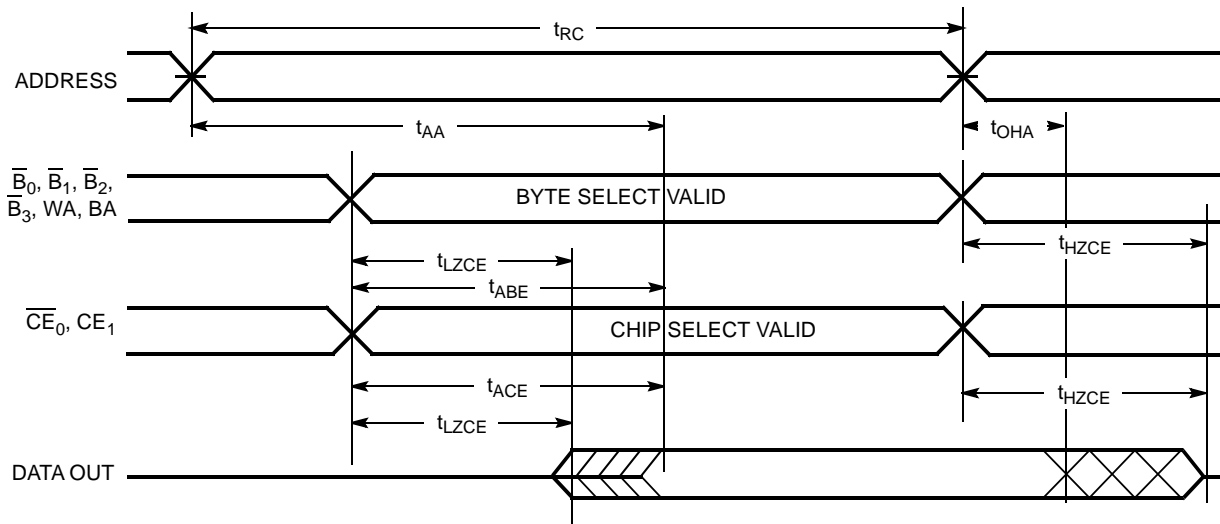 tRC
ADDRESS
tAA
tOHA
B̅0, B̅1, B̅2,
B̅3, WA, BA
BYTE SELECT VALID
tLZCE
tHZCE
tABE
C̅E̅0, CE1
CHIP SELECT VALID
tACE
tHZCE
tLZCE
DATA OUT